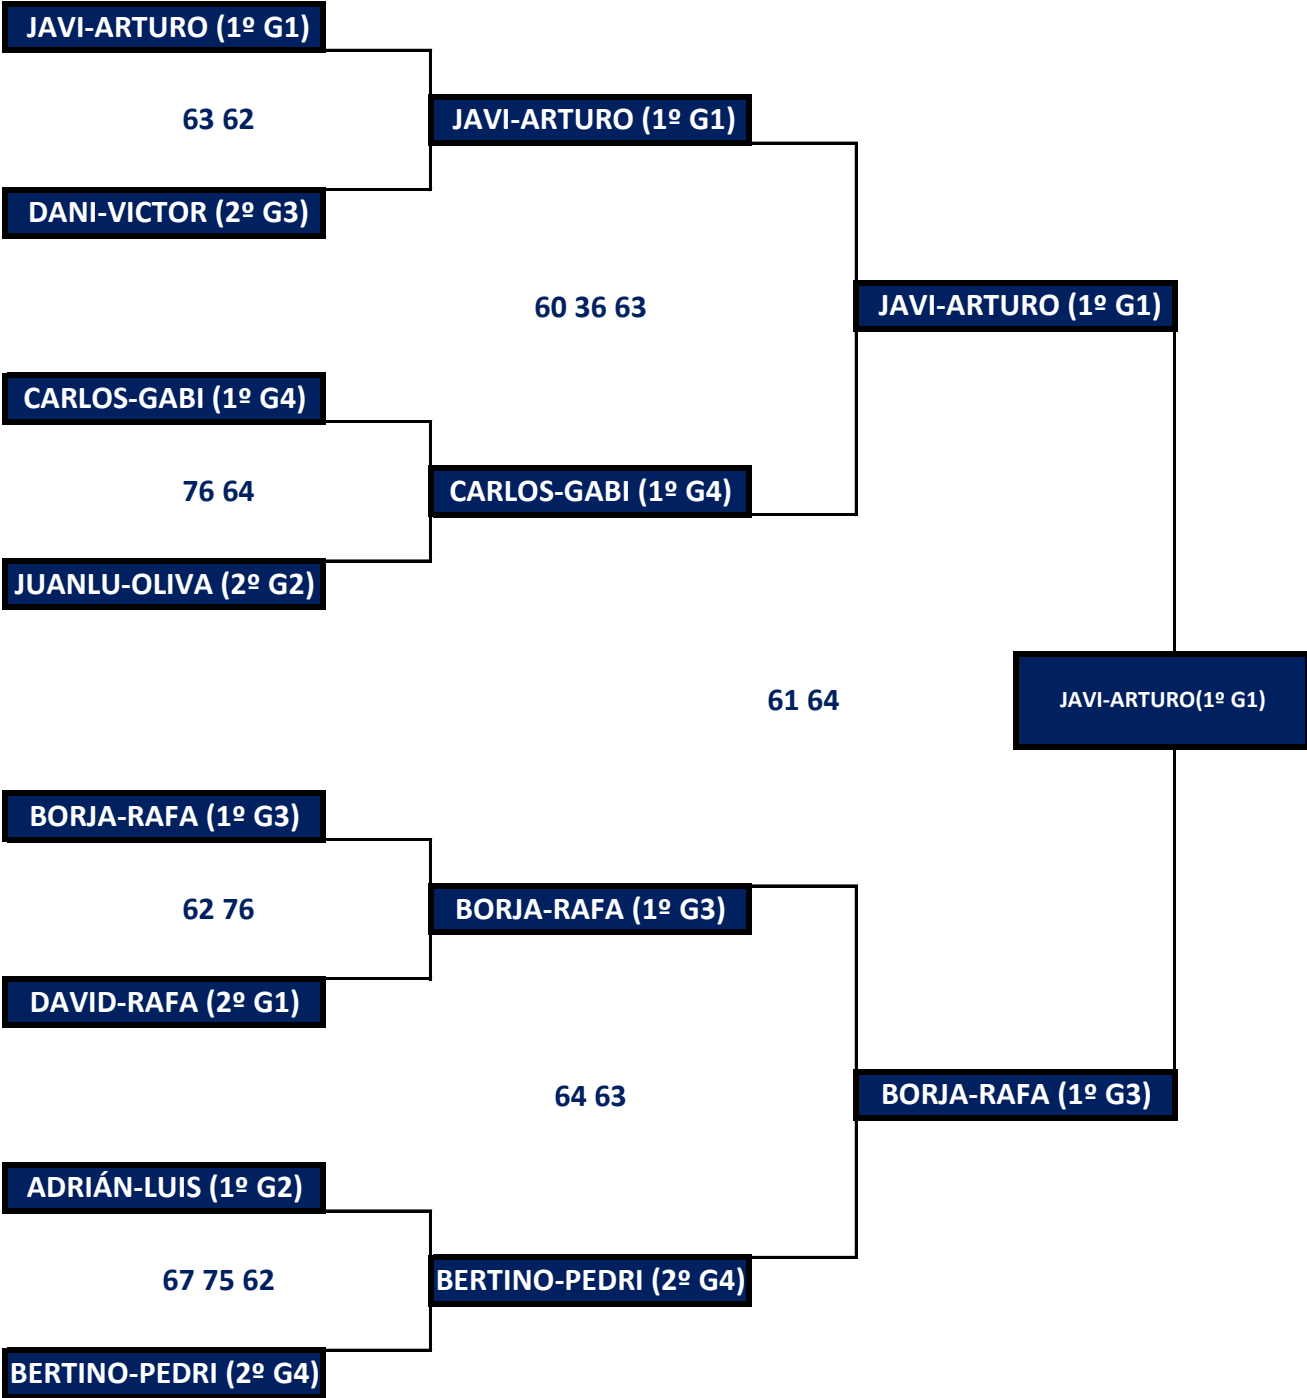 JAVI-ARTURO (1º G1)
63 62
JAVI-ARTURO (1º G1)
DANI-VICTOR (2º G3)
60 36 63
JAVI-ARTURO (1º G1)
CARLOS-GABI (1º G4)
76 64
CARLOS-GABI (1º G4)
JUANLU-OLIVA (2º G2)
61 64
JAVI-ARTURO(1º G1)
BORJA-RAFA (1º G3)
62 76
BORJA-RAFA (1º G3)
DAVID-RAFA (2º G1)
64 63
BORJA-RAFA (1º G3)
ADRIÁN-LUIS (1º G2)
67 75 62
BERTINO-PEDRI (2º G4)
BERTINO-PEDRI (2º G4)